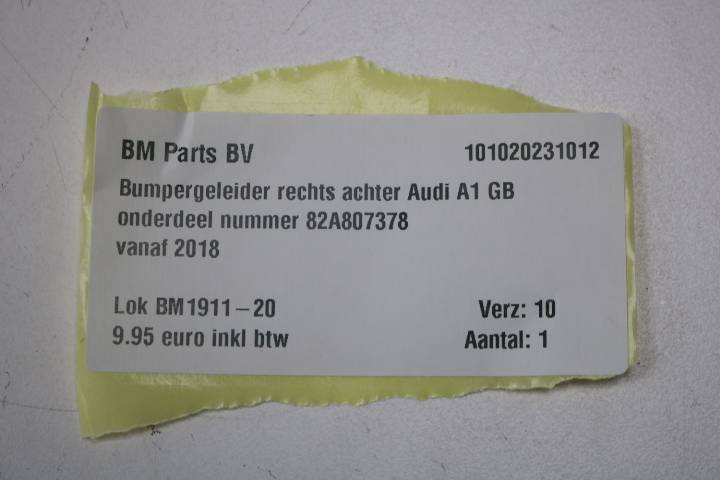 BM Parts BV 101020231012
Bumpergeleider rechts achter Audi A1 GB
onderdeel nummer 82A807378
vanaf 2018
Lok BM1911-20 Verz: 10
9.95 euro inkl btw Aantal: 1